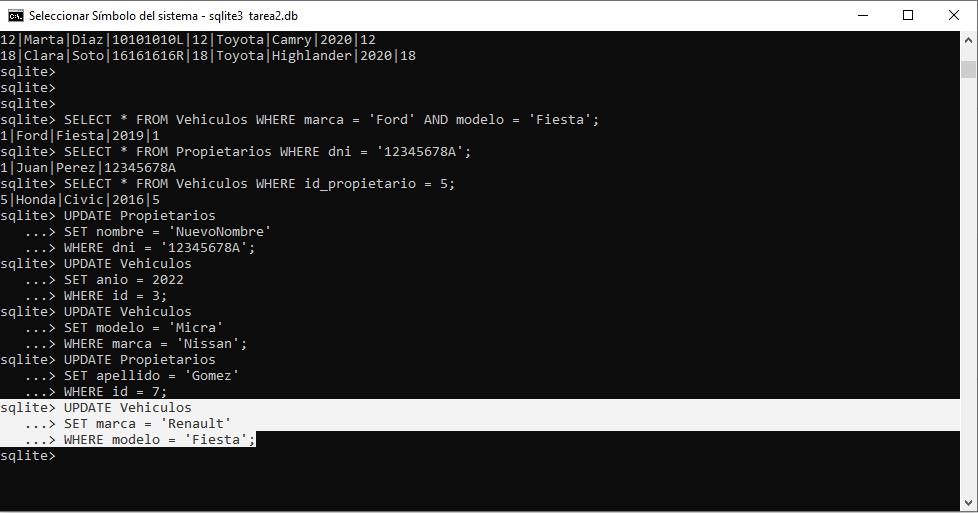 Seleccionar Símbolo del sistema - sqlite3 tarea2.db
12|Marta|Diaz|10101010L|12|Toyota|Camry|2020|12
18|Clara|Soto|16161616R|18|Toyota|Highlander|2020|18
sqlite>
sqlite>
sqlite>
sqlite> SELECT * FROM Vehiculos WHERE marca = 'Ford' AND modelo = 'Fiesta';
1|Ford|Fiesta|2019|1
sqlite> SELECT * FROM Propietarios WHERE dni = '12345678A';
1|Juan|Perez|12345678A
sqlite> SELECT * FROM Vehiculos WHERE id_propietario = 5;
5|Honda|Civic|2016|5
sqlite> UPDATE Propietarios
   ...> SET nombre = 'NuevoNombre'
   ...> WHERE dni = '12345678A';
sqlite> UPDATE Vehiculos
   ...> SET anio = 2022
   ...> WHERE id = 3;
sqlite> UPDATE Vehiculos
   ...> SET modelo = 'Micra'
   ...> WHERE marca = 'Nissan';
sqlite> UPDATE Propietarios
   ...> SET apellido = 'Gomez'
   ...> WHERE id = 7;
sqlite> UPDATE Vehiculos
   ...> SET marca = 'Renault'
   ...> WHERE modelo = 'Fiesta';
sqlite>